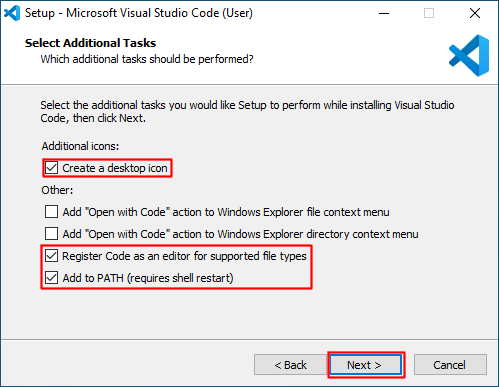 Setup - Microsoft Visual Studio Code (User)
Select Additional Tasks
Which additional tasks should be performed?
Select the additional tasks you would like Setup to perform while installing Visual Studio
Code, then click Next.
Additional icons:
Create a desktop icon
Other:
Add "Open with Code" action to Windows Explorer file context menu
Add "Open with Code" action to Windows Explorer directory context menu
Register Code as an editor for supported file types
Add to PATH (requires shell restart)
< Back Next > Cancel